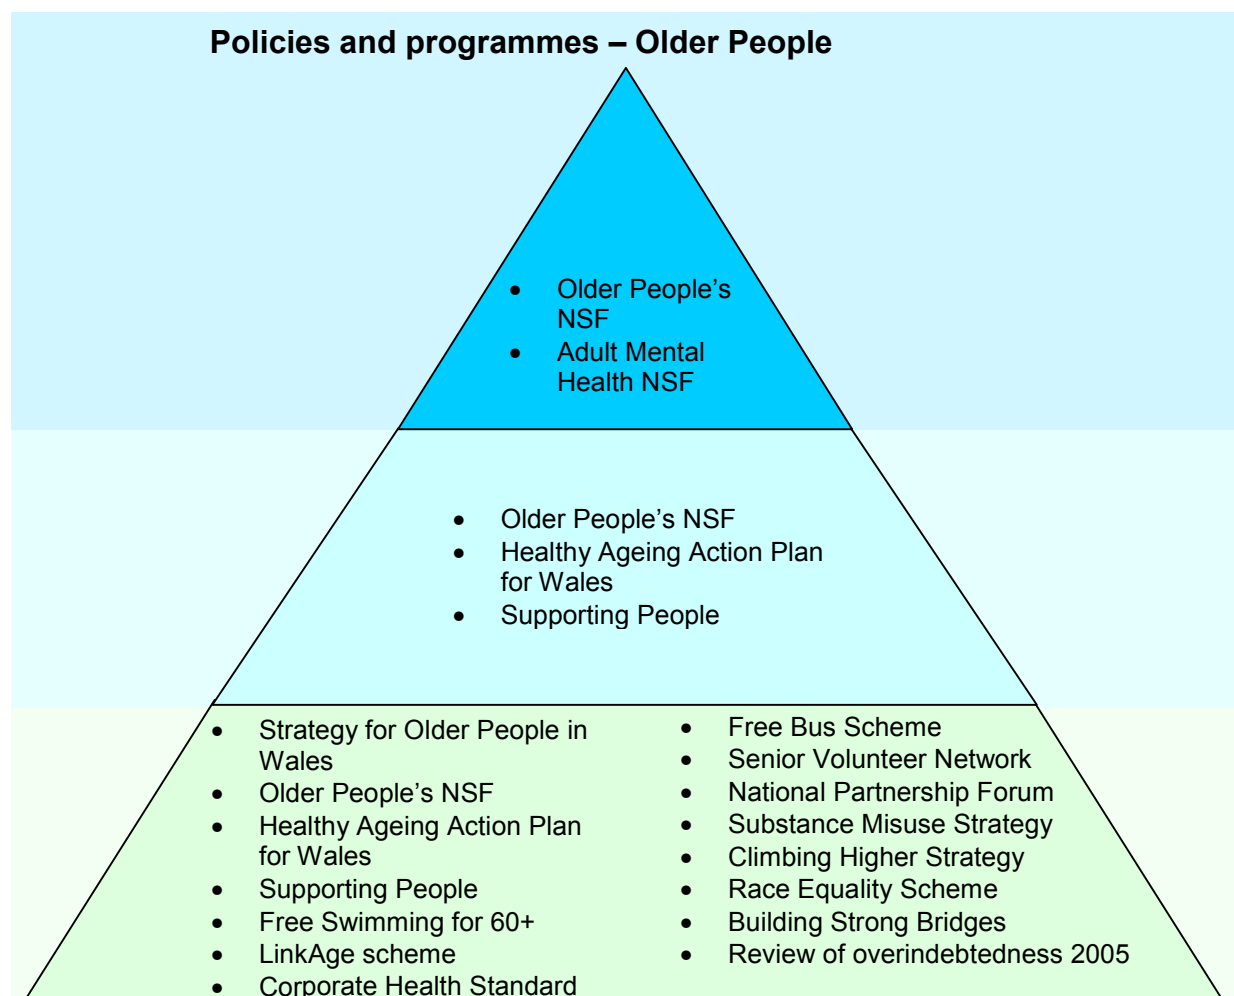 Policies and programmes – Older People
• Older People’s
NSF
• Adult Mental
Health NSF
• Older People’s NSF
• Healthy Ageing Action Plan
for Wales
• Supporting People
• Strategy for Older People in
Wales
• Older People’s NSF
• Healthy Ageing Action Plan
for Wales
• Supporting People
• Free Swimming for 60+
• LinkAge scheme
• Corporate Health Standard
• Free Bus Scheme
• Senior Volunteer Network
• National Partnership Forum
• Substance Misuse Strategy
• Climbing Higher Strategy
• Race Equality Scheme
• Building Strong Bridges
• Review of overindebtedness 2005